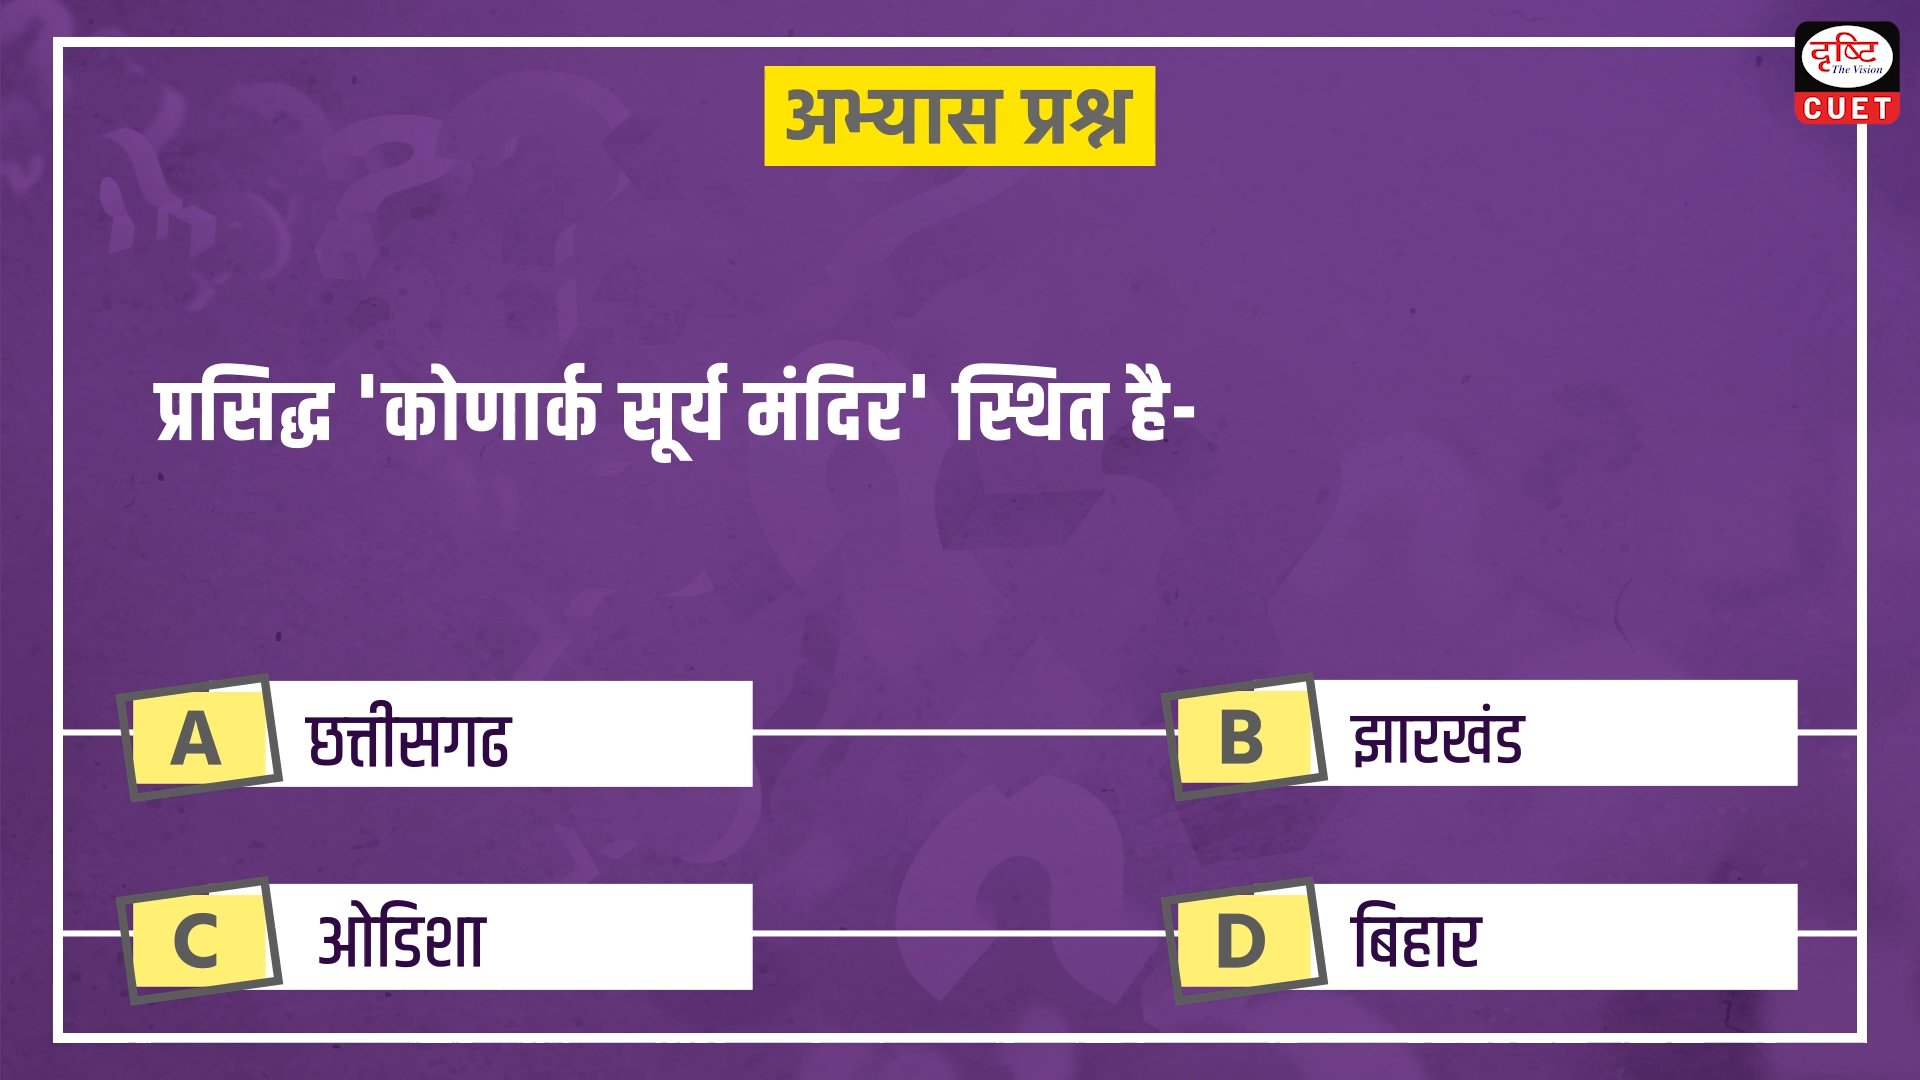 दृष्टि
The Vision
CUET
अभ्यास प्रश्न
प्रसिद्ध 'कोणार्क सूर्य मंदिर' स्थित है-
A छत्तीसगढ
B झारखंड
C ओडिशा
D बिहार